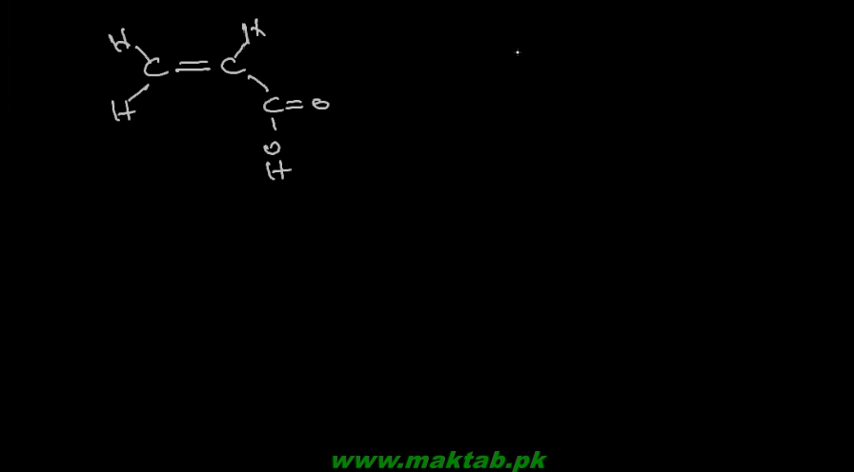 H H
C = C
H C = O
O
H
www.maktab.pk